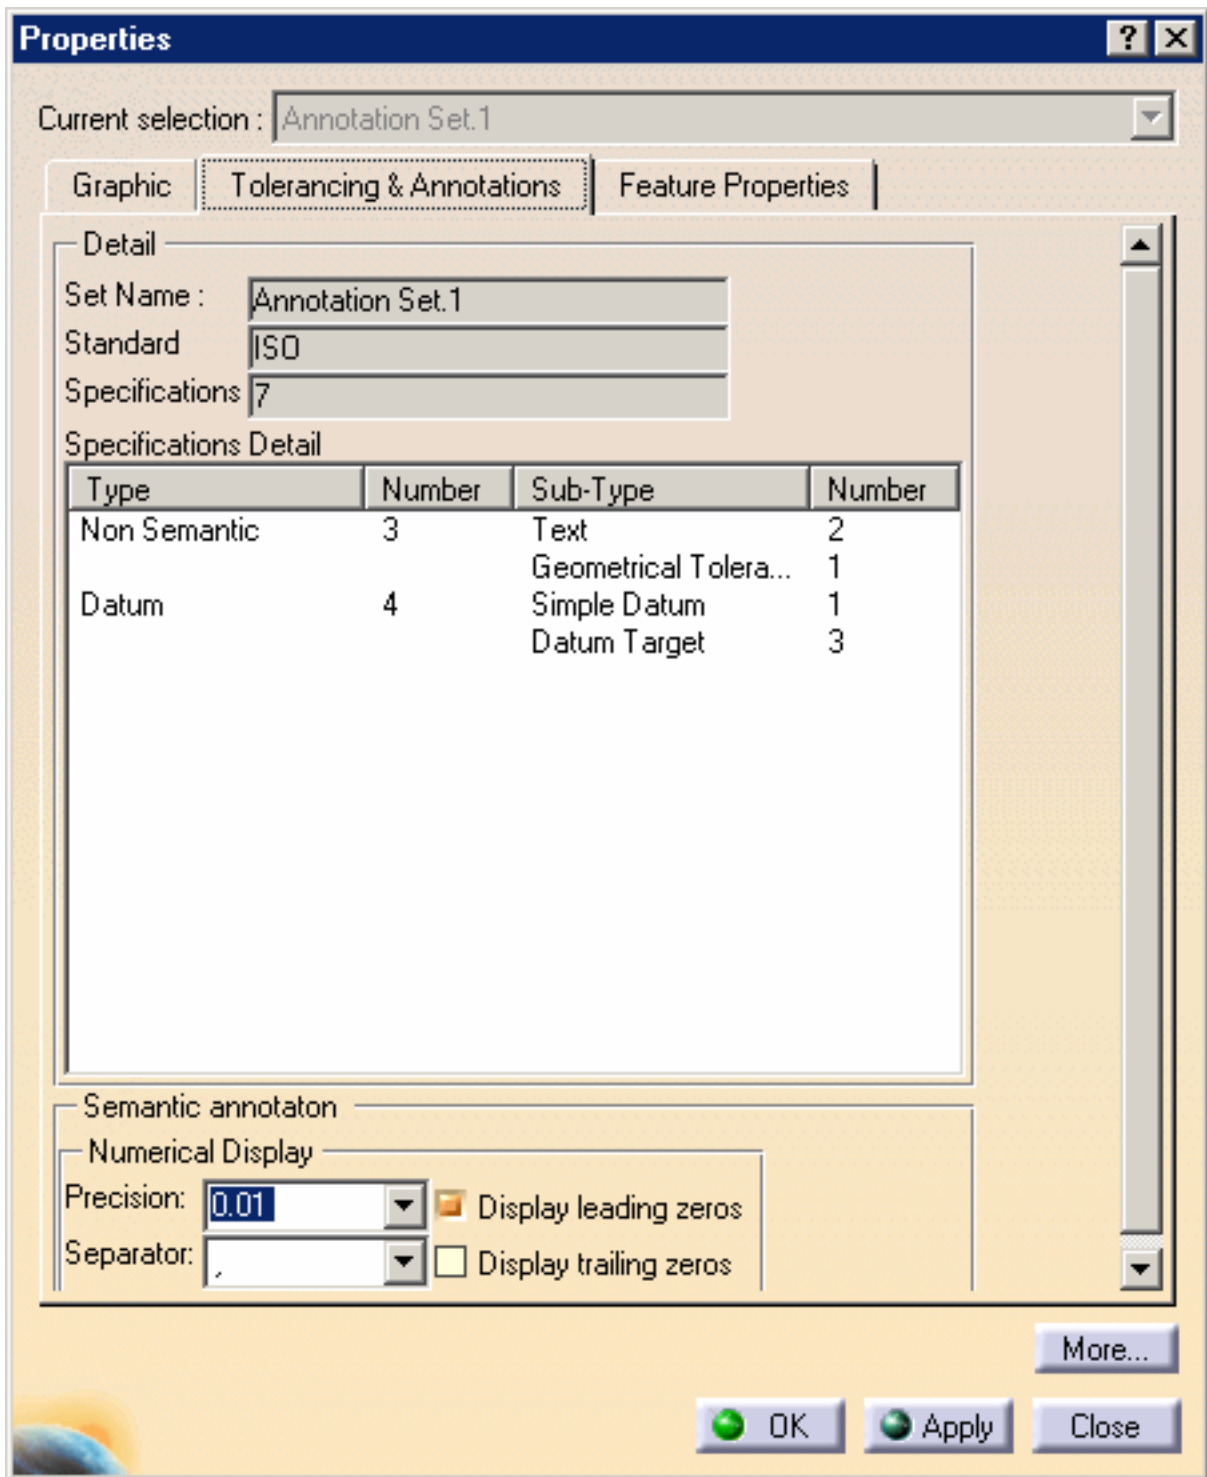 Properties
Current selection : Annotation Set.1
Graphic Tolerancing & Annotations Feature Properties
Detail
Set Name : Annotation Set.1
Standard ISO
Specifications 7
Specifications Detail
Type Number Sub-Type Number
Non Semantic 3 Text 2
Geometrical Tolera... 1
Datum 4 Simple Datum 1
Datum Target 3
Semantic annotaton
Numerical Display
Precision: 0.01 Display leading zeros
Separator: , Display trailing zeros
More...
OK Apply Close